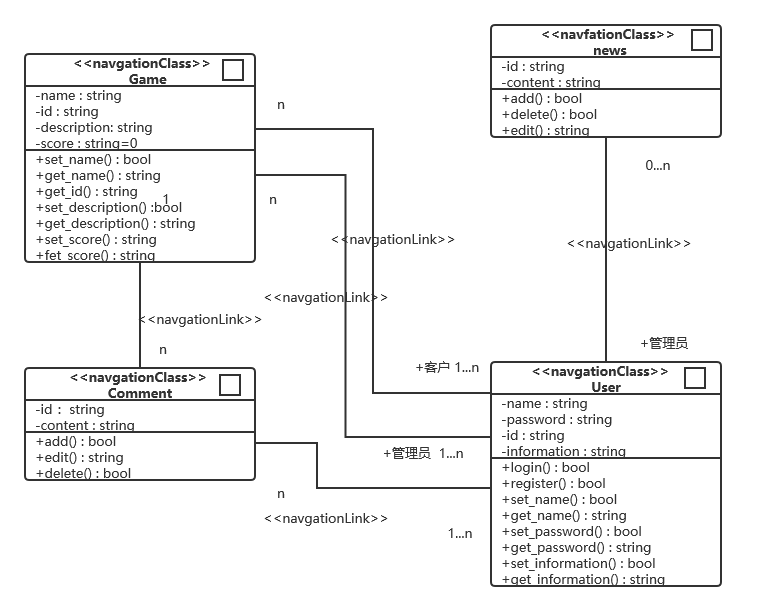 <<navgationClass>>
Game
-name : string
-id : string
-description: string
-score : string=0
+set_name() : bool
+get_name() : string
+get_id() : string
+set_description() :bool
+get_description() : string
+set_score() : string
+fet_score() : string
1
n
n
<<navfationClass>>
news
-id : string
-content : string
+add() : bool
+delete() : bool
+edit() : string
0...n
<<navgationLink>>
<<navgationLink>>
<<navgationLink>>
<<navgationLink>>
n
+管理员
+客户 1...n
<<navgationClass>>
Comment
-id： string
-content : string
+add() : bool
+edit() : string
+delete() : bool
<<navgationClass>>
User
-name : string
-password : string
-id : string
-information : string
+login() : bool
+register() : bool
+set_name() : bool
+get_name() : string
+set_password() : bool
+get_password() : string
+set_information() : bool
+get_information() : string
+管理员 1...n
n
<<navgationLink>>
1...n